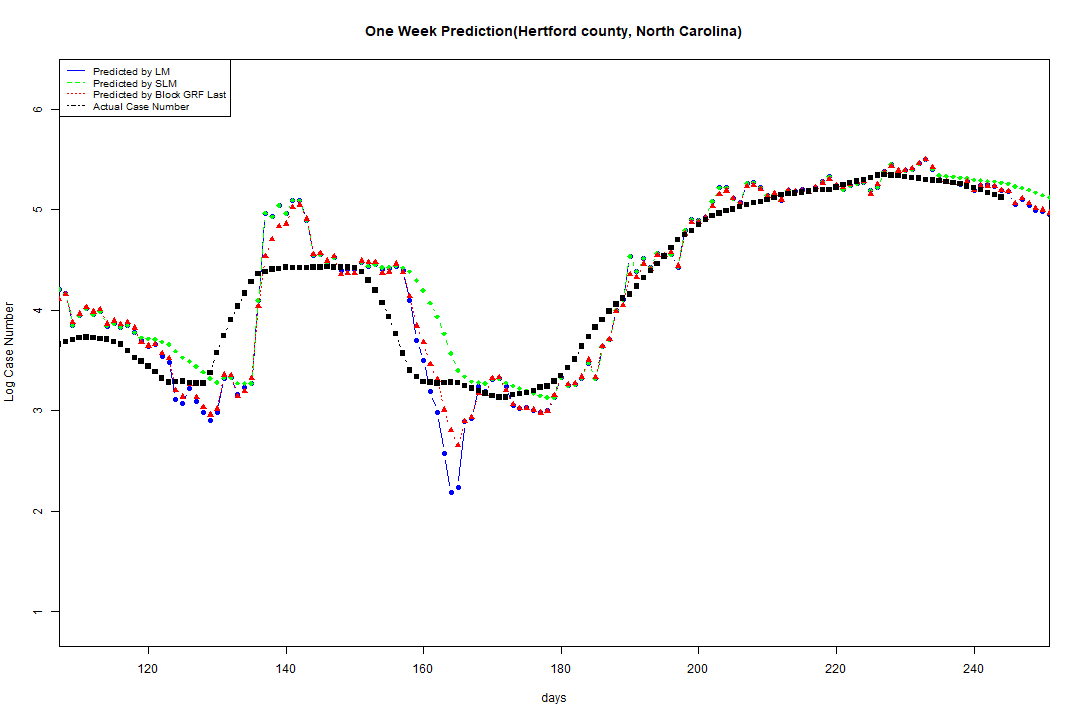 One Week Prediction(Hertford county, North Carolina)
Predicted by LM
Predicted by SLM
Predicted by Block GRF Last
Actual Case Number
6
5
4
3
2
1
Log Case Number
120 140 160 180 200 220 240
days